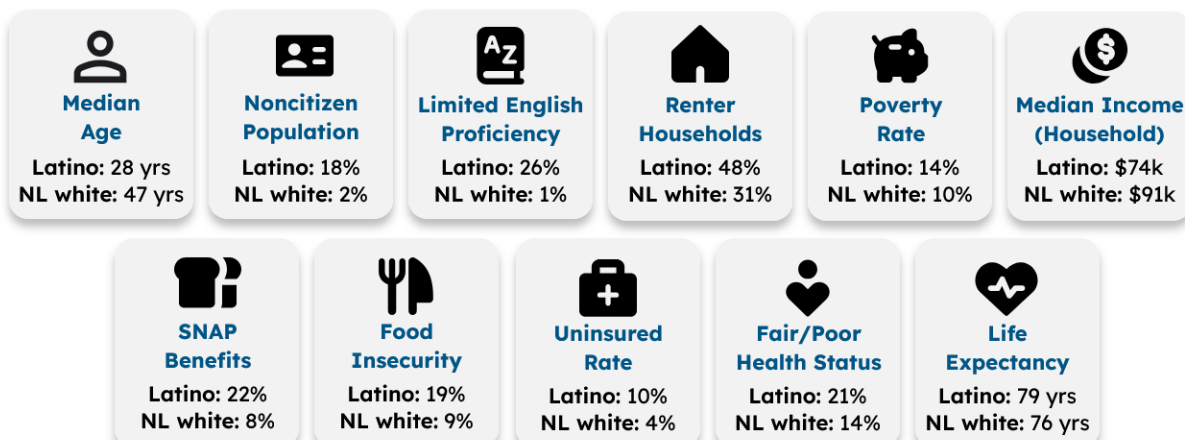 A Z
Median
Age
Latino: 28 yrs
NL white: 47 yrs
Noncitizen
Population
Latino: 18%
NL white: 2%
Limited English
Proficiency
Latino: 26%
NL white: 1%
Renter
Households
Latino: 48%
NL white: 31%
Poverty
Rate
Latino: 14%
NL white: 10%
$
Median Income
(Household)
Latino: $74k
NL white: $91k
SNAP
Benefits
Latino: 22%
NL white: 8%
Food
Insecurity
Latino: 19%
NL white: 9%
Uninsured
Rate
Latino: 10%
NL white: 4%
Fair/Poor
Health Status
Latino: 21%
NL white: 14%
Life
Expectancy
Latino: 79 yrs
NL white: 76 yrs